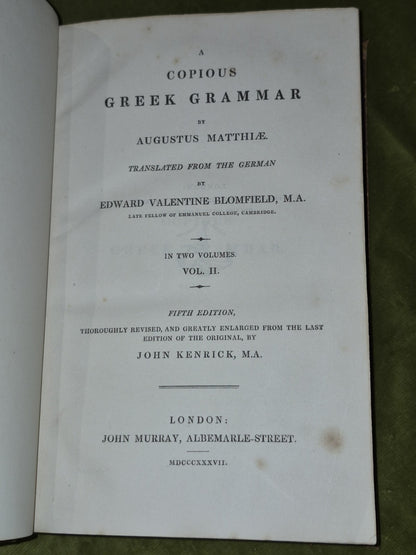 A
COPIOUS
GREEK GRAMMAR
BY
AUGUSTUS MATTHIÆ.
TRANSLATED FROM THE GERMAN
BY
EDWARD VALENTINE BLOMFIELD, M.A.
LATE FELLOW OF EMMANUEL COLLEGE, CAMBRIDGE.
IN TWO VOLUMES.
VOL. II.
FIFTH EDITION,
THOROUGHLY REVISED, AND GREATLY ENLARGED FROM THE LAST
EDITION OF THE ORIGINAL, BY
JOHN KENRICK, M.A.
LONDON:
JOHN MURRAY, ALBEMARLE-STREET.
MDCCCXXXVII.